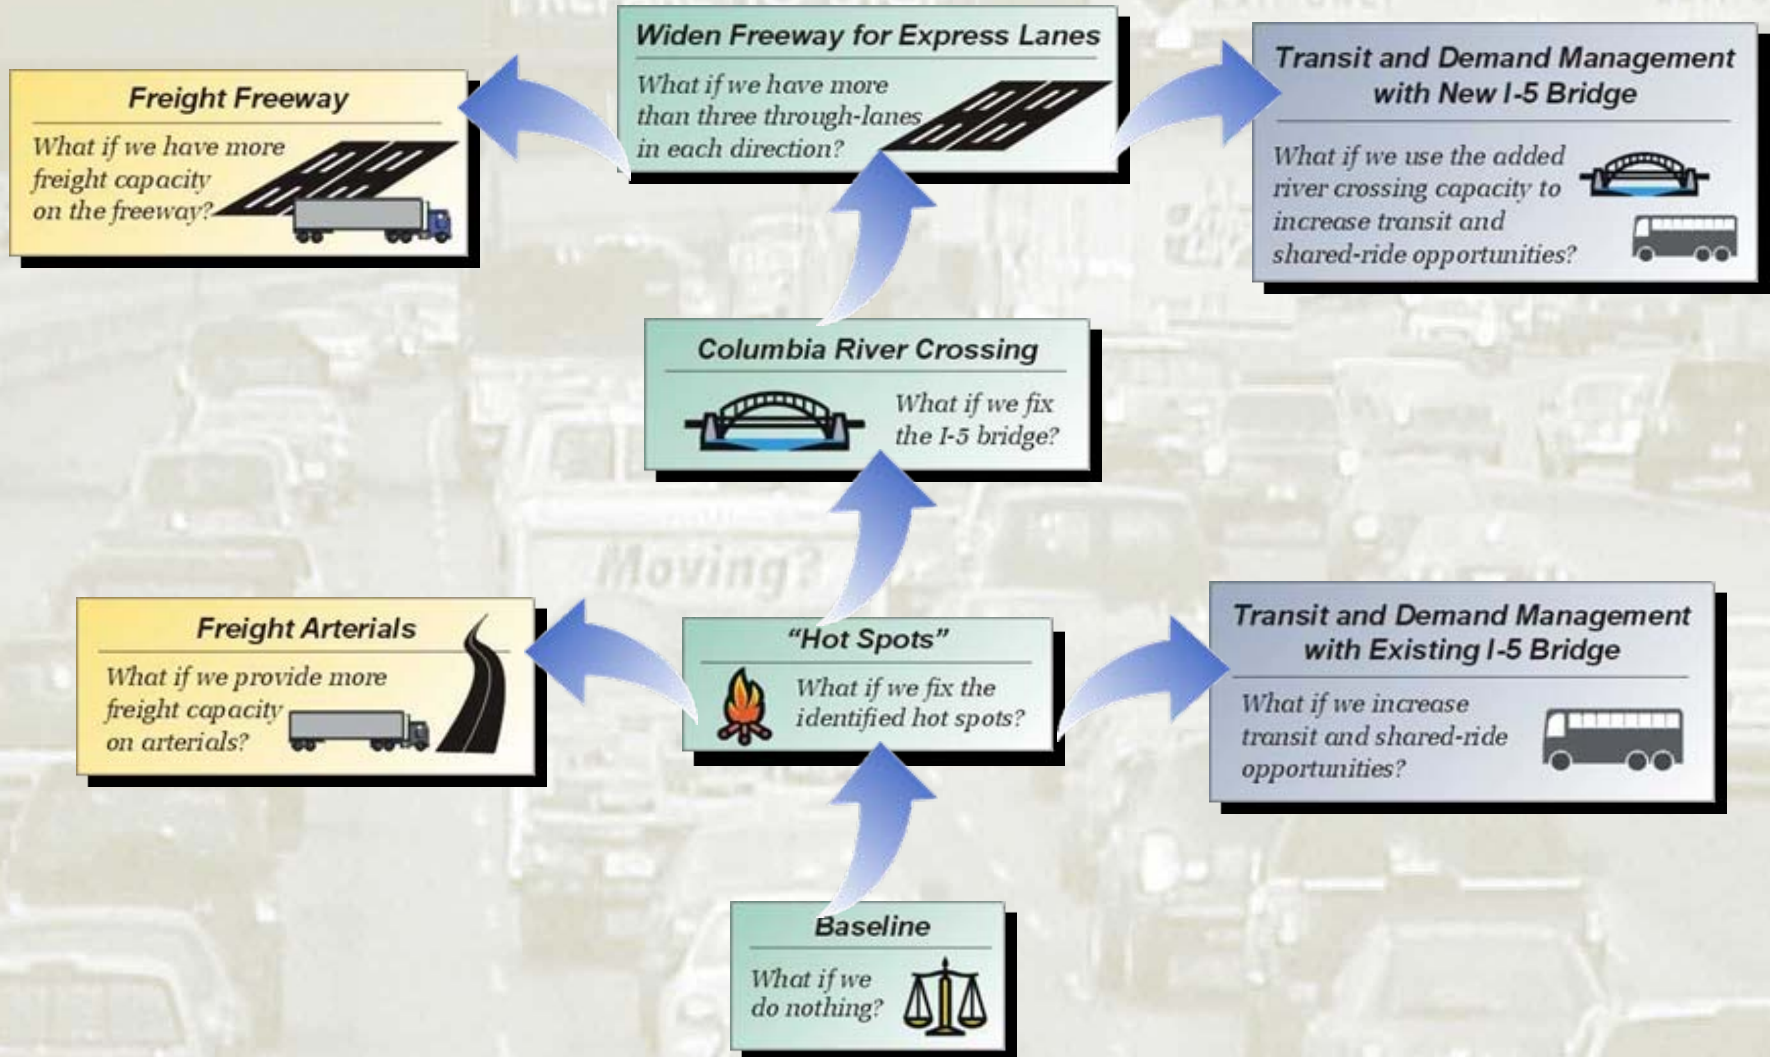 Widen Freeway for Express Lanes
What if we have more
than three through-lanes
in each direction?
Freight Freeway
What if we have more
freight capacity
on the freeway?
Transit and Demand Management
with New I-5 Bridge
What if we use the added
river crossing capacity to
increase transit and
shared-ride opportunities?
Columbia River Crossing
What if we fix
the I-5 bridge?
Moving?
Freight Arterials
What if we provide more
freight capacity
on arterials?
“Hot Spots”
What if we fix the
identified hot spots?
Transit and Demand Management
with Existing I-5 Bridge
What if we increase
transit and shared-ride
opportunities?
Baseline
What if we
do nothing?